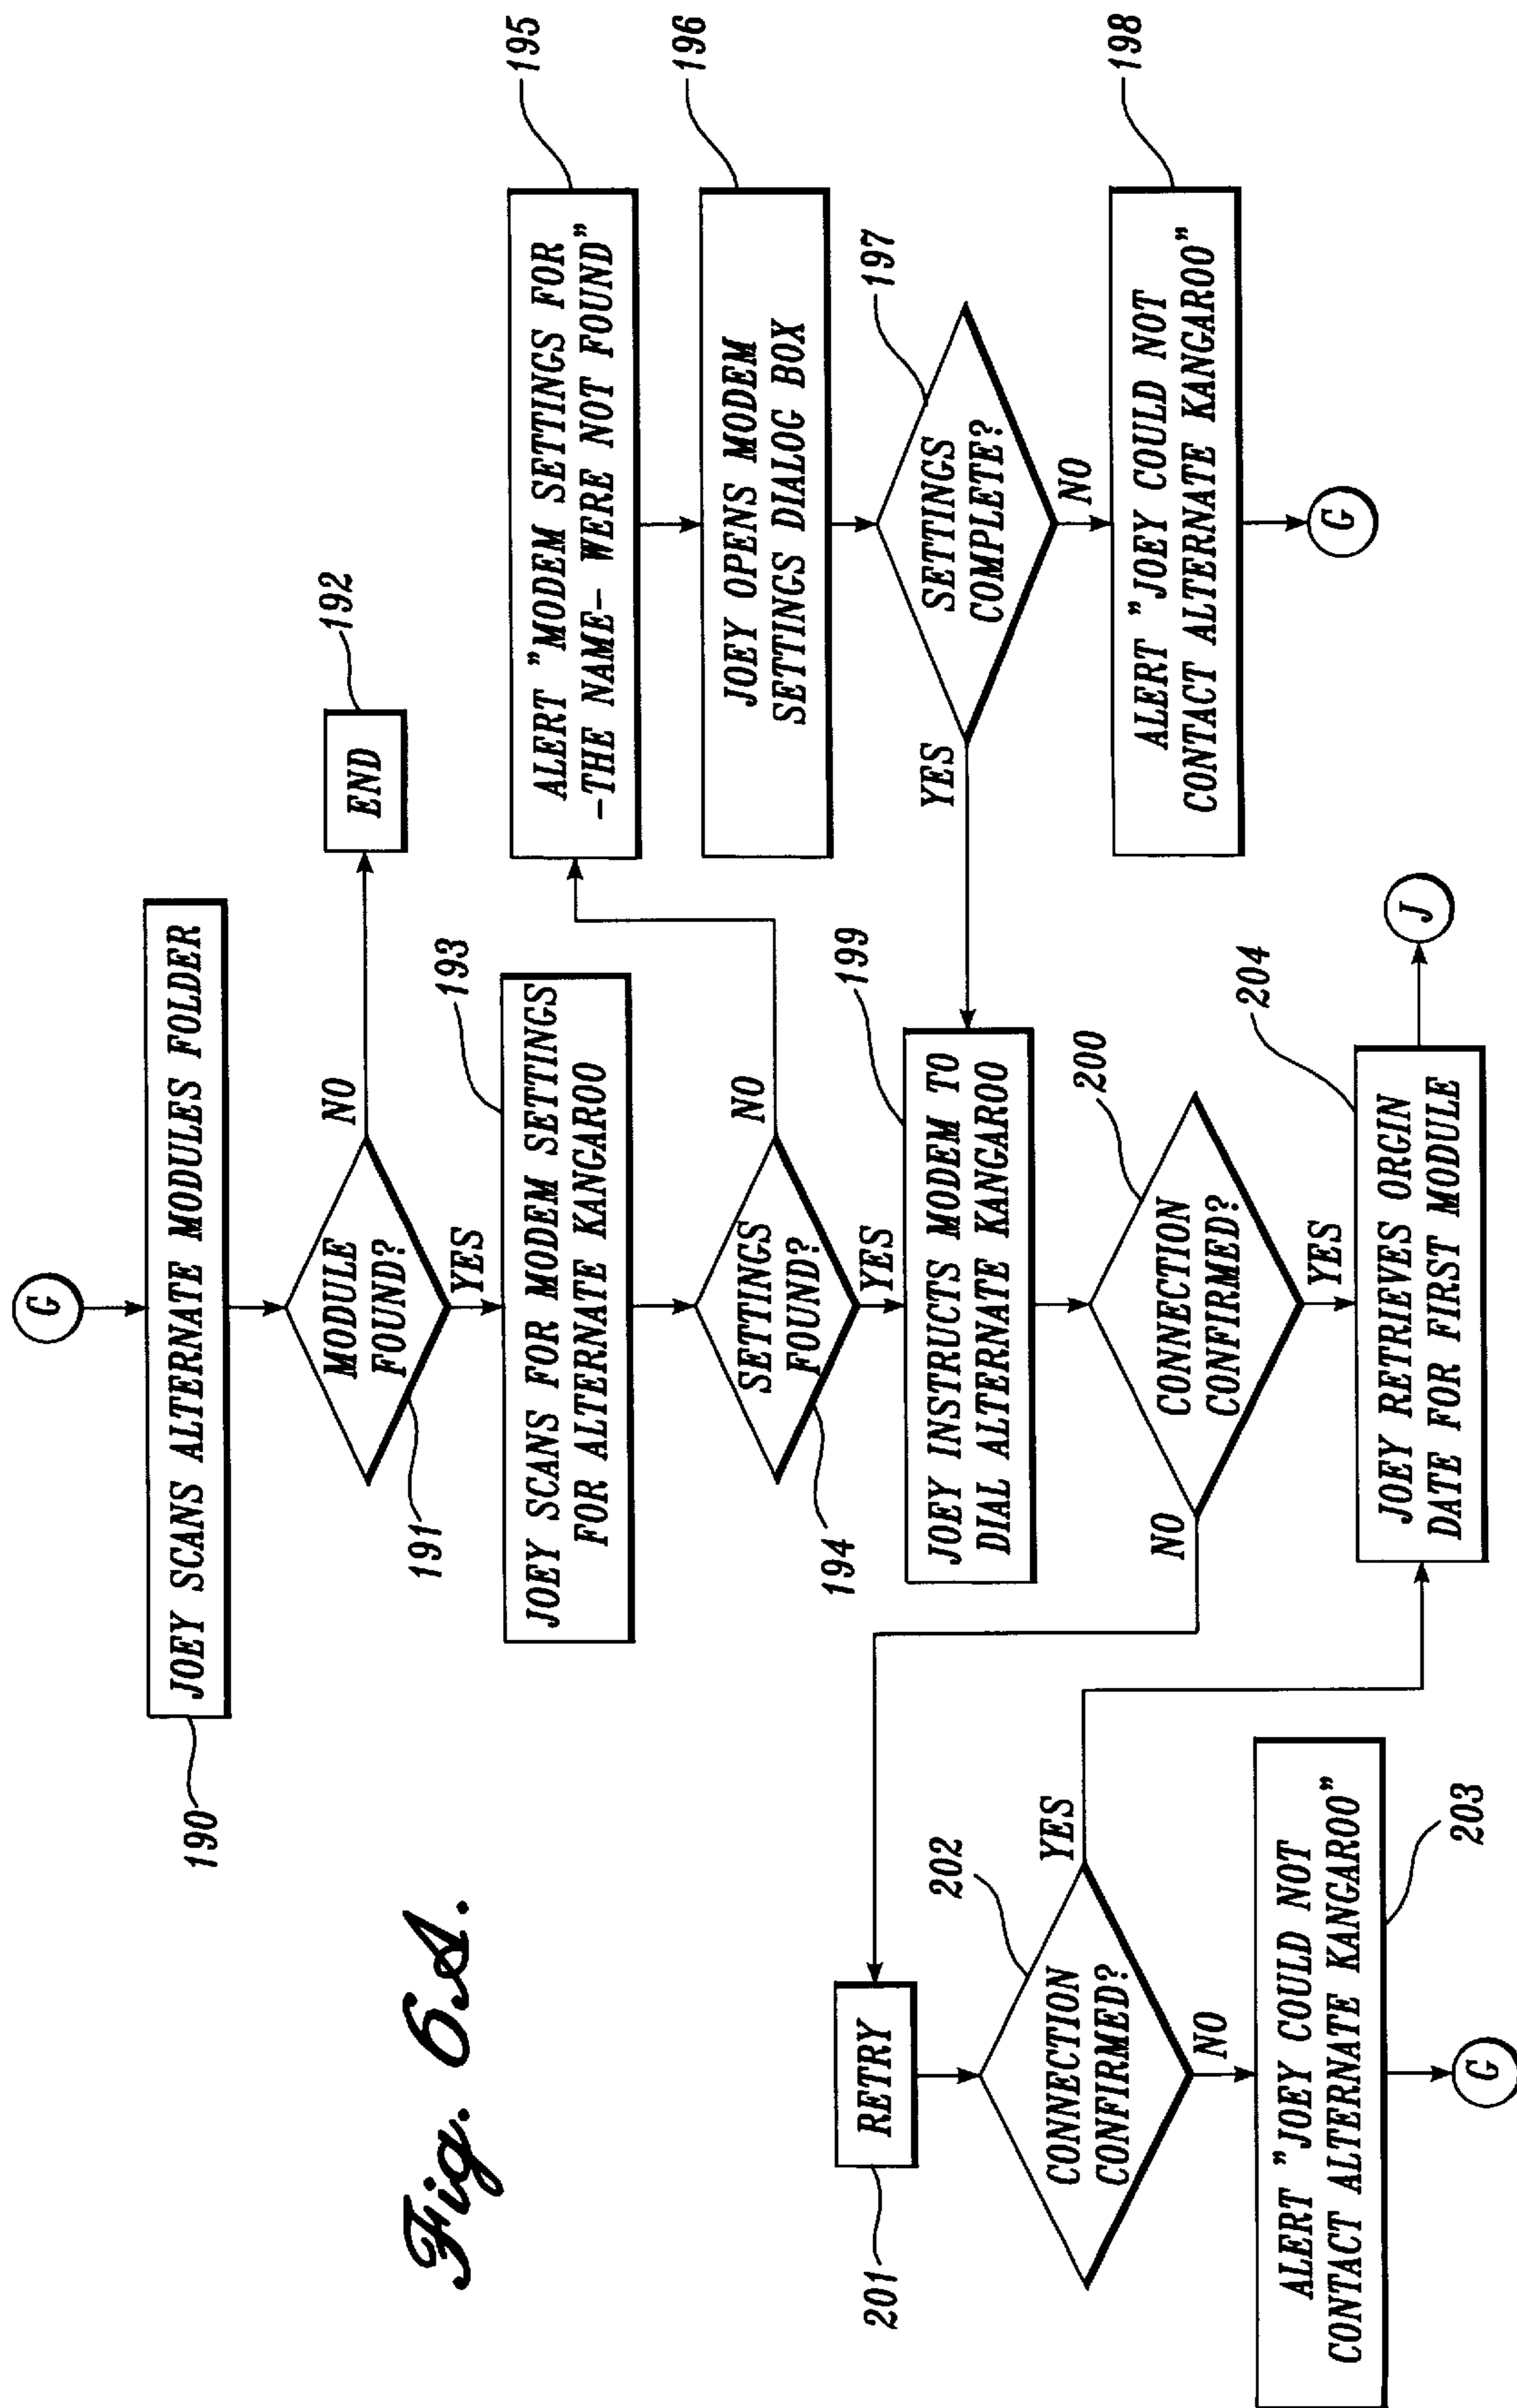 Fig. 6A.
G
JOEY SCANS ALTERNATE MODULES FOLDER
190
MODULE
FOUND?
191
NO
END
192
YES
JOEY SCANS FOR MODEM SETTINGS
FOR ALTERNATE KANGAROO
193
SETTINGS
FOUND?
194
NO
ALERT "MODEM SETTINGS FOR
-THE NAME- WERE NOT FOUND"
195
JOEY OPENS MODEM
SETTINGS DIALOG BOX
196
SETTINGS
COMPLETE?
197
YES
NO
ALERT "JOEY COULD NOT
CONTACT ALTERNATE KANGAROO"
198
G
YES
JOEY INSTRUCTS MODEM TO
DIAL ALTERNATE KANGAROO
199
CONNECTION
CONFIRMED?
200
NO
YES
RETRY
201
CONNECTION
CONFIRMED?
202
YES
NO
ALERT "JOEY COULD NOT
CONTACT ALTERNATE KANGAROO"
203
G
JOEY RETRIEVES ORGIN
DATE FOR FIRST MODULE
204
J